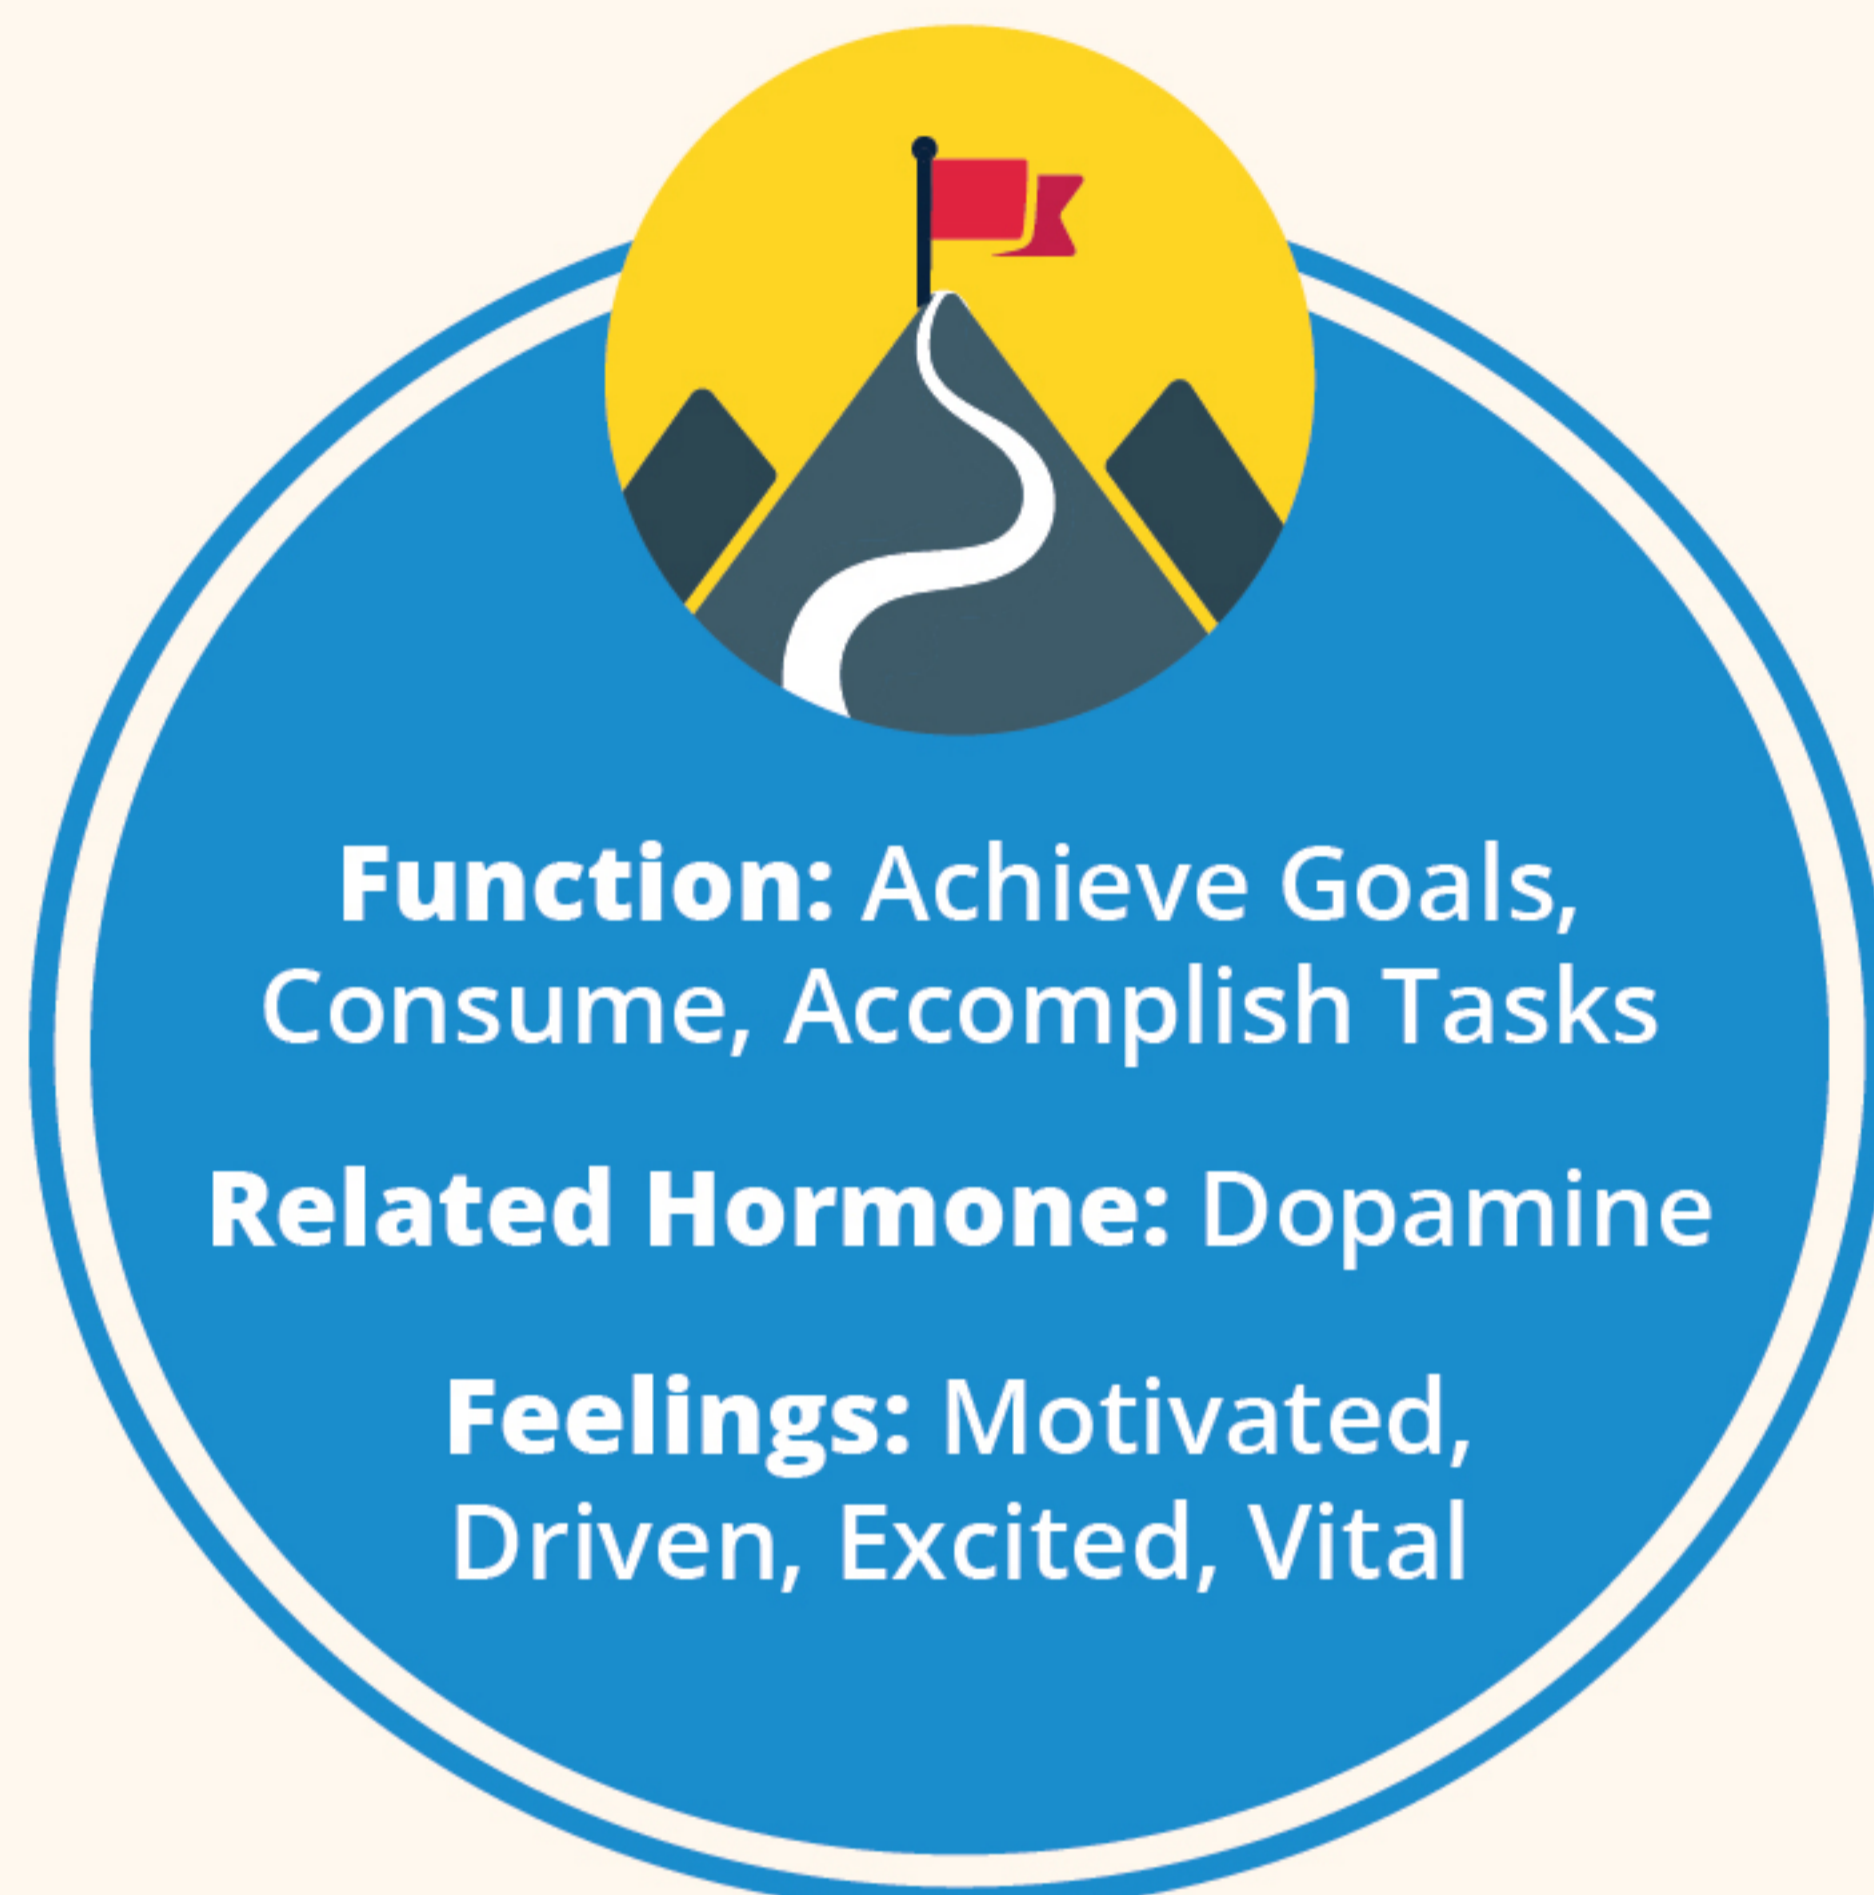 Function: Achieve Goals,
Consume, Accomplish Tasks
Related Hormone: Dopamine
Feelings: Motivated,
Driven, Excited, Vital